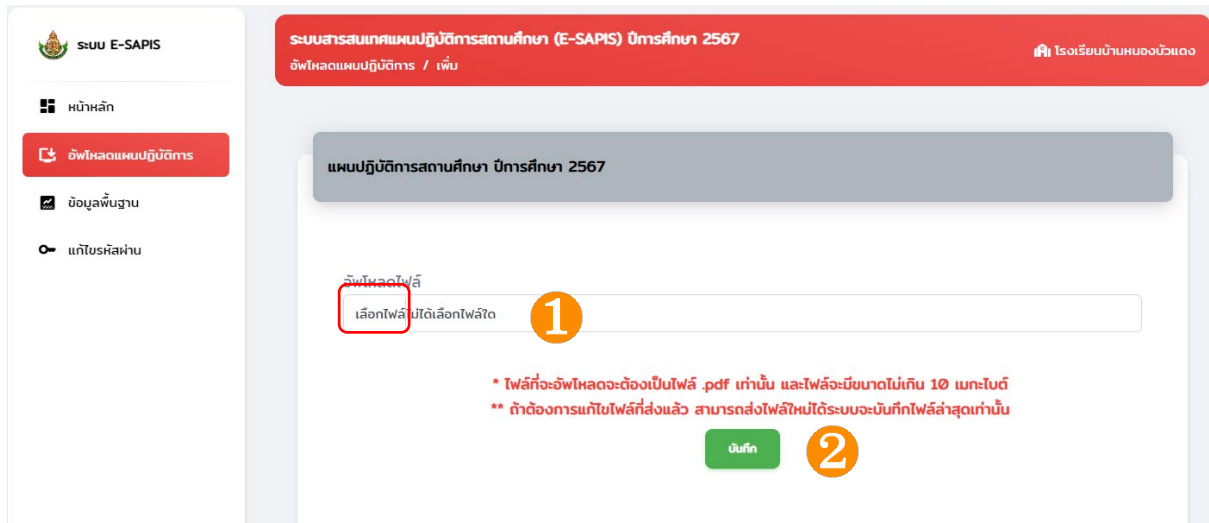 ระบบ E-SAPIS
ระบบสารสนเทศแผนปฏิบัติการสถานศึกษา (E-SAPIS) ปีการศึกษา 2567
อัพโหลดแผนปฏิบัติการ / เพิ่ม
โรงเรียนบ้านหนองบัวแดง
หน้าหลัก
อัพโหลดแผนปฏิบัติการ
ข้อมูลพื้นฐาน
แก้ไขรหัสผ่าน
แผนปฏิบัติการสถานศึกษา ปีการศึกษา 2567
อัพโหลดไฟล์
เลือกไฟล์ไม่ได้เลือกไฟล์ใด
1
* ไฟล์ที่จะอัพโหลดจะต้องเป็นไฟล์ .pdf เท่านั้น และไฟล์จะมีขนาดไม่เกิน 10 เมกะไบต์
** ถ้าต้องการแก้ไขไฟล์ที่ส่งแล้ว สามารถส่งไฟล์ใหม่ได้ระบบจะบันทึกไฟล์ล่าสุดเท่านั้น
บันทึก
2